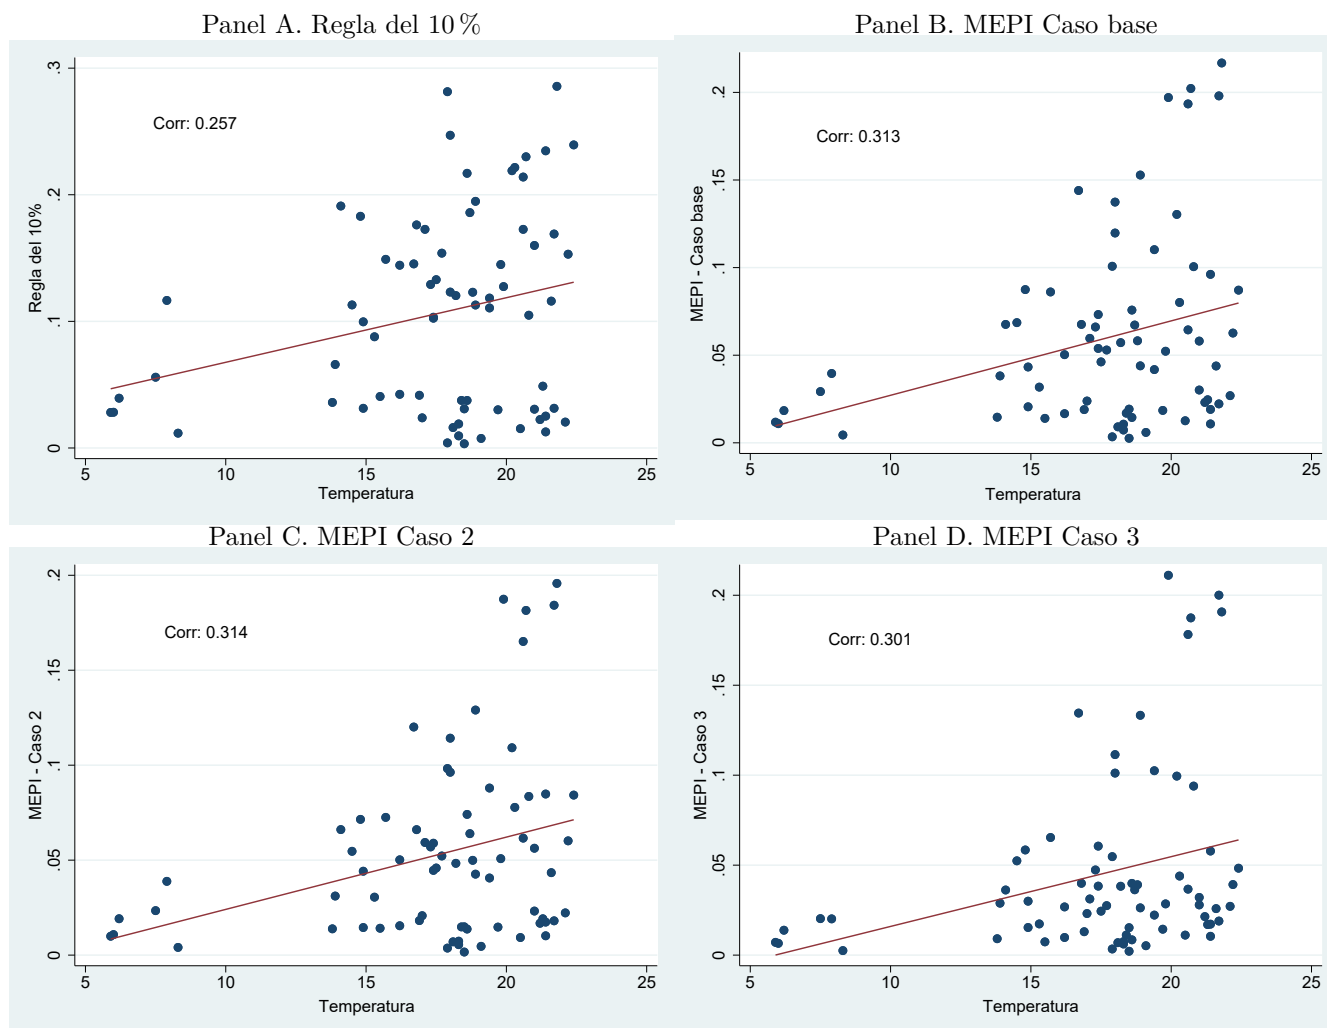 Panel A. Regla del 10 %
Panel B. MEPI Caso base
.3
.2
.1
0
Regla del 10%
Corr: 0.257
5 10 15 20 25
Temperatura
.2
.15
.1
.05
0
MEPI - Caso base
Corr: 0.313
5 10 15 20 25
Temperatura
Panel C. MEPI Caso 2
Panel D. MEPI Caso 3
.2
.15
.1
.05
0
MEPI - Caso 2
Corr: 0.314
5 10 15 20 25
Temperatura
.2
.15
.1
.05
0
MEPI - Caso 3
Corr: 0.301
5 10 15 20 25
Temperatura